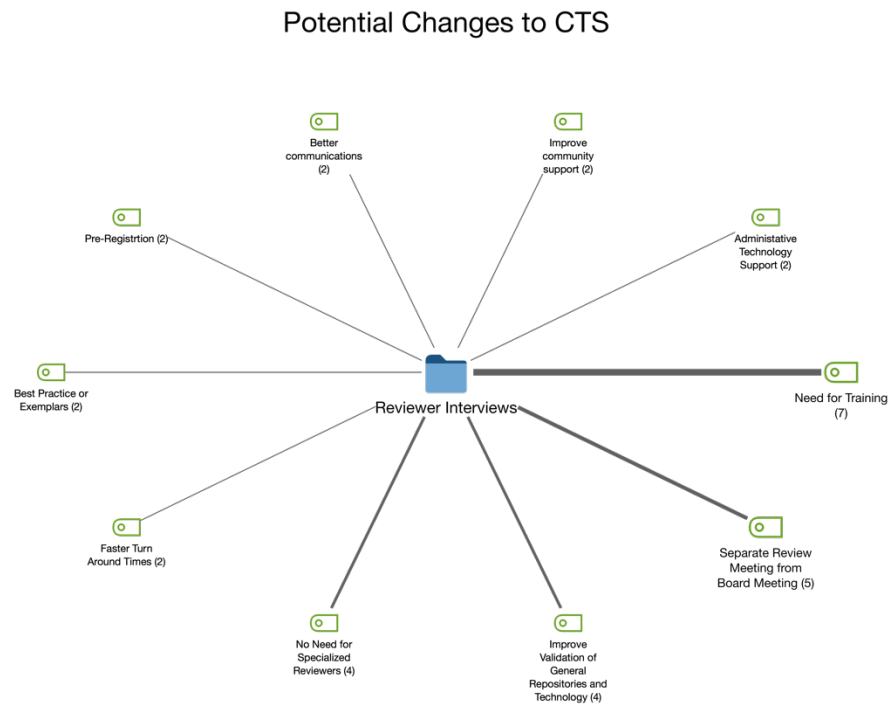 Potential Changes to CTS
Better
communications
(2)
Improve
community
support (2)
Pre-Registrtion (2)
Administative
Technology
Support (2)
Best Practice or
Exemplars (2)
Reviewer Interviews
Need for Training
(7)
Faster Turn
Around Times (2)
Separate Review
Meeting from
Board Meeting (5)
No Need for
Specialized
Reviewers (4)
Improve
Validation of
General
Repositories and
Technology (4)